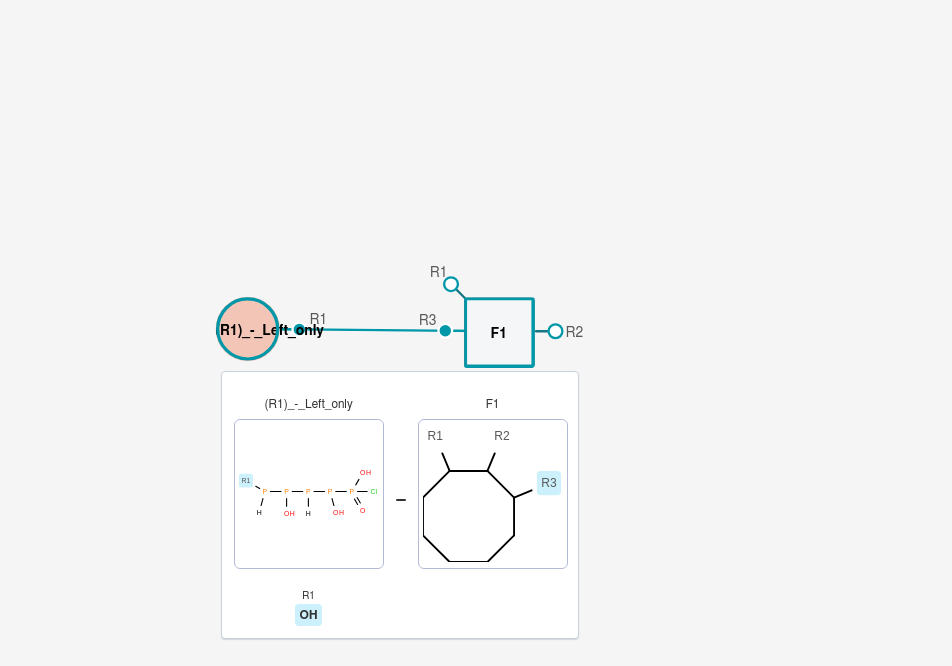 R1
R1
R3
R1)_-_Left_only
F1
R2
(R1)_-_Left_only
F1
R1
R2
OH
R1
R3
P
P
P
P
P
Cl
H
OH
H
OH
O
R1
OH